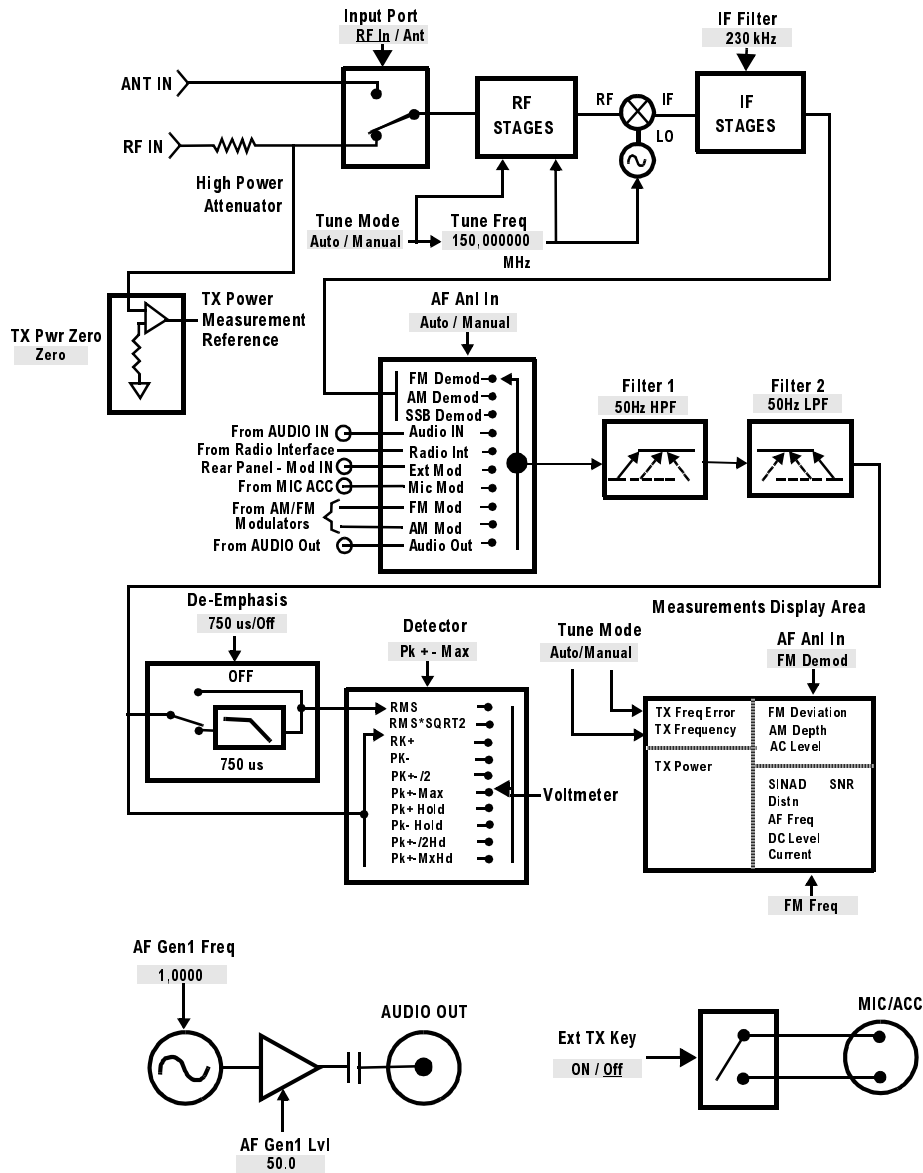 Input Port
RF In / Ant
IF Filter
230 kHz
ANT IN
RF IN
High Power
Attenuator
RF
STAGES
RF
IF
LO
IF
STAGES
Tune Mode
Auto / Manual
Tune Freq
150,000000
MHz
TX Pwr Zero
Zero
TX Power
Measurement
Reference
AF Anl In
Auto / Manual
FM Demod
AM Demod
SSB Demod
From AUDIO IN
Audio IN
From Radio Interface
Radio Int
Rear Panel - Mod IN
Ext Mod
From MIC ACC
Mic Mod
From AM/FM
Modulators
FM Mod
AM Mod
From AUDIO Out
Audio Out
Filter 1
50Hz HPF
Filter 2
50Hz LPF
De-Emphasis
750 us/Off
OFF
750 us
Detector
Pk + - Max
RMS
RMS*SQRT2
RK+
PK-
PK+-/2
Pk+-Max
Pk+ Hold
Pk- Hold
Pk+-/2Hd
Pk+-MxHd
Voltmeter
Measurements Display Area
Tune Mode
Auto/Manual
AF Anl In
FM Demod
TX Freq Error
TX Frequency
TX Power
FM Deviation
AM Depth
AC Level
SINAD SNR
Distn
AF Freq
DC Level
Current
FM Freq
AF Gen1 Freq
1,0000
AUDIO OUT
AF Gen1 Lvl
50.0
Ext TX Key
ON / Off
MIC/ACC